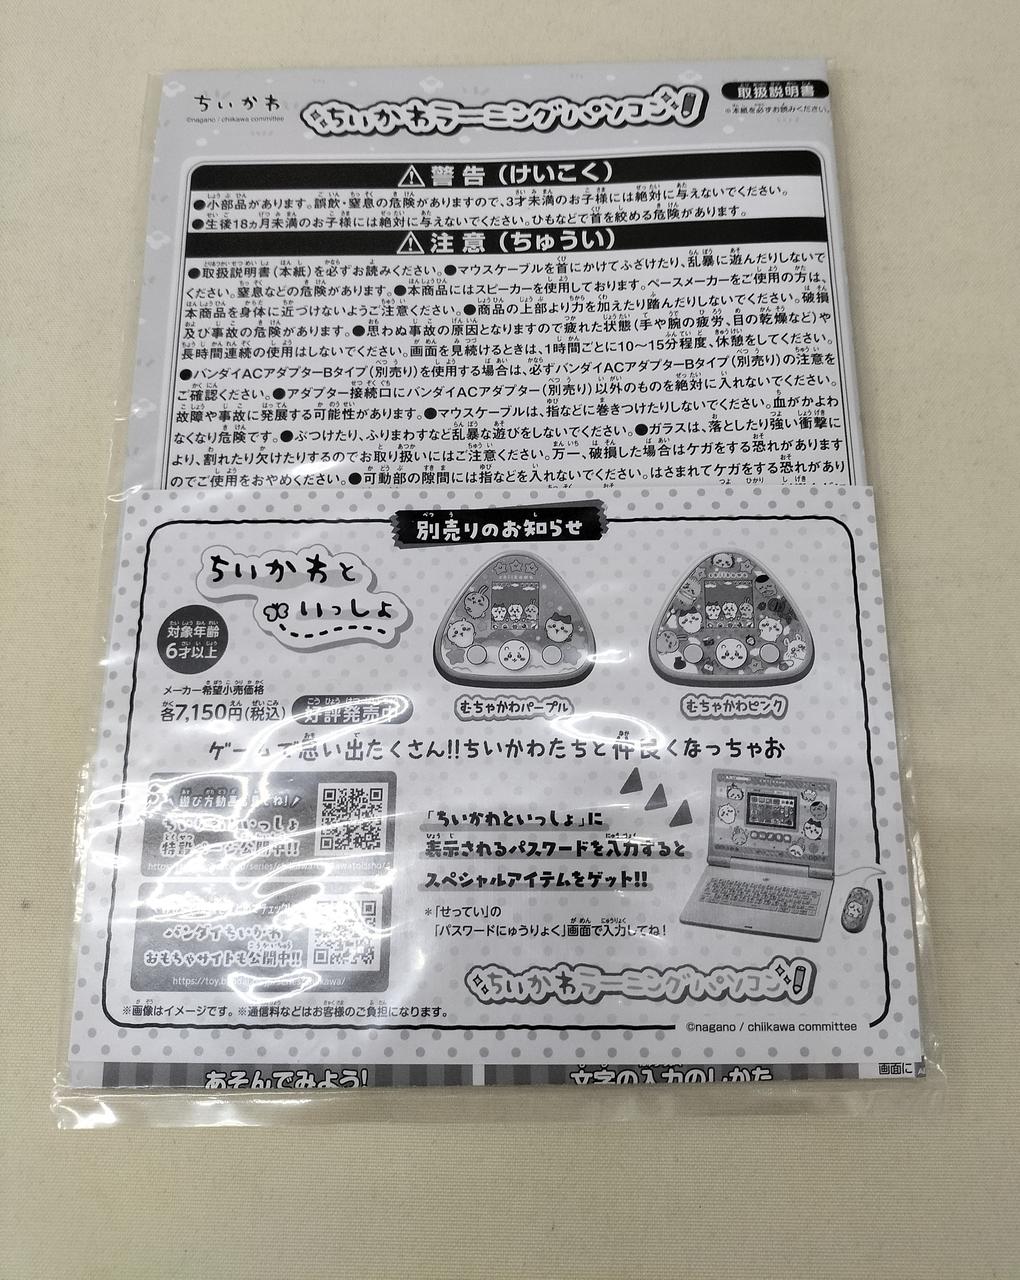 ちいかわ
©nagano / chiikawa committee
ちいかわラーニングパソコン
取扱説明書
※本紙を必ずお読みください。
⚠警告(けいこく)
●小部品があります。誤飲・窒息の危険がありますので、3才未満のお子様には絶対に与えないでください。
●生後18ヵ月未満のお子様には絶対に与えないでください。ひもなどで首を絞める危険があります。
⚠注意(ちゅうい)
●取扱説明書(本紙)を必ずお読みください。●マウスケーブルを首にかけてふざけたり、乱暴に遊んだりしないで
ください。窒息などの危険があります。●本商品にはスピーカーを使用しております。ペースメーカーをご使用の方は、
本商品を身体に近づけないようご注意ください。●商品の上部より力を加えたり踏んだりしないでください。破損
及び事故の危険があります。●思わぬ事故の原因となりますので疲れた状態(手や腕の疲労、目の乾燥など)や
長時間連続の使用はしないでください。画面を見続けるときは、1時間ごとに10～15分程度、休憩をしてください。
●バンダイACアダプターBタイプ(別売り)を使用する場合は、必ずバンダイACアダプターBタイプ(別売り)の注意を
ご確認ください。●アダプター接続口にバンダイACアダプター(別売り)以外のものを絶対に入れないでください。
故障や事故に発展する可能性があります。●マウスケーブルは、指などに巻きつけたりしないでください。血がかよわ
なくなり危険です。●ぶつけたり、ふりまわすなど乱暴な遊びをしないでください。●ガラスは、落としたり強い衝撃に
より、割れたり欠けたりするのでお取り扱いにはご注意ください。万一、破損した場合はケガをする恐れがあります
のでご使用をおやめください。●可動部の隙間には指などを入れないでください。はさまれてケガをする恐れがあり
別売りのお知らせ
ちいかわと
いっしょ
対象年齢
6才以上
メーカー希望小売価格
各7,150円(税込)
好評発売中
むちゃかわパープル
むちゃかわピンク
ゲームで思い出たくさん!!ちいかわたちと仲良くなっちゃお
特設ページ公開中!!
「ちいかわといっしょ」に
表示されるパスワードを入力すると
スペシャルアイテムをゲット!!
＊「せってい」の
「パスワードにゅうりょく」画面で入力してね!
バンダイちいかわ
おもちゃサイトも公開中!!
ちいかわラーニングパソコン
※画像はイメージです。※通信料などはお客様のご負担になります。
©nagano / chiikawa committee
あそんでみよう!
文字の入力のしかた
画面に